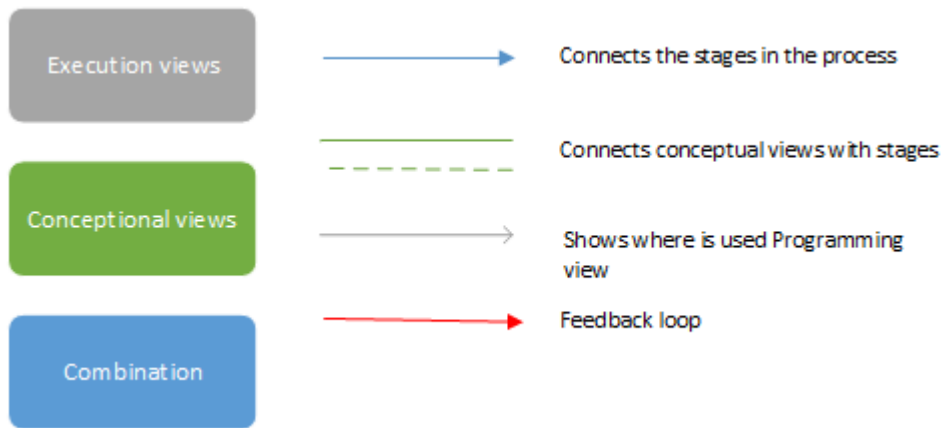 Execution views
Connects the stages in the process
Connects conceptual views with stages
Conceptional views
Shows where is used Programming
view
Feedback loop
Combination